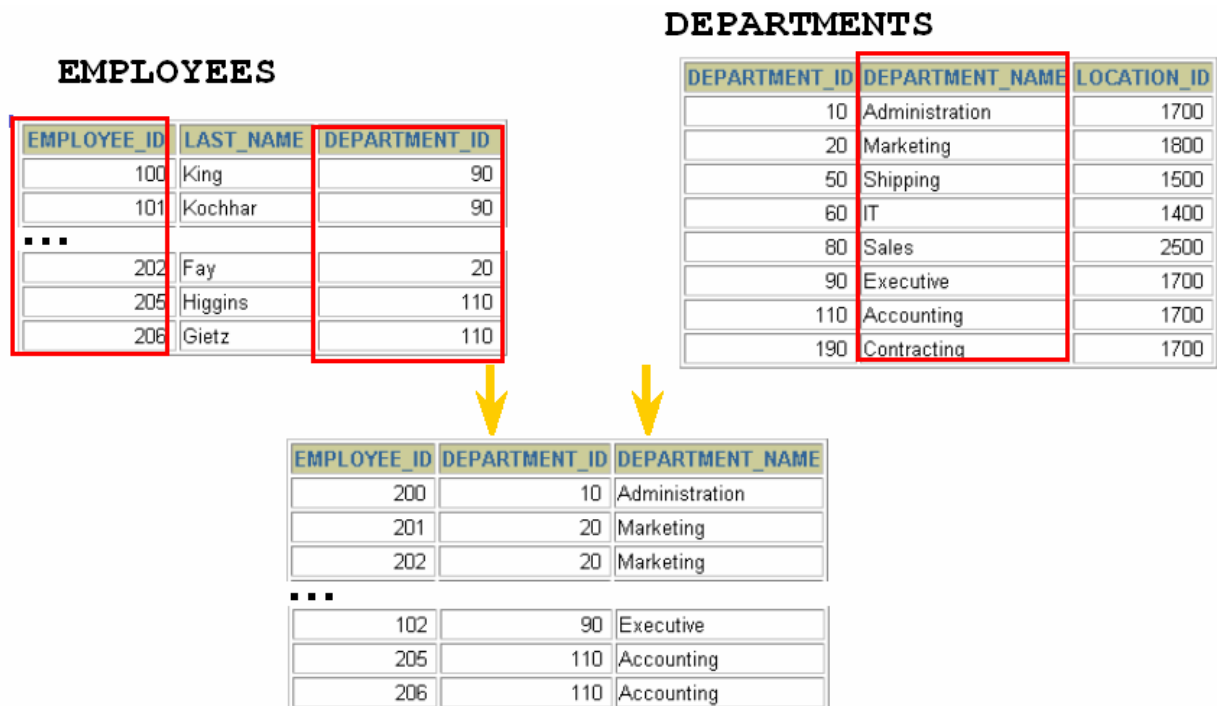 EMPLOYEES
EMPLOYEE_ID LAST_NAME DEPARTMENT_ID
100 King 90
101 Kochhar 90
...
202 Fay 20
205 Higgins 110
206 Gietz 110
DEPARTMENTS
DEPARTMENT_ID DEPARTMENT_NAME LOCATION_ID
10 Administration 1700
20 Marketing 1800
50 Shipping 1500
60 IT 1400
80 Sales 2500
90 Executive 1700
110 Accounting 1700
190 Contracting 1700
EMPLOYEE_ID DEPARTMENT_ID DEPARTMENT_NAME
200 10 Administration
201 20 Marketing
202 20 Marketing
...
102 90 Executive
205 110 Accounting
206 110 Accounting